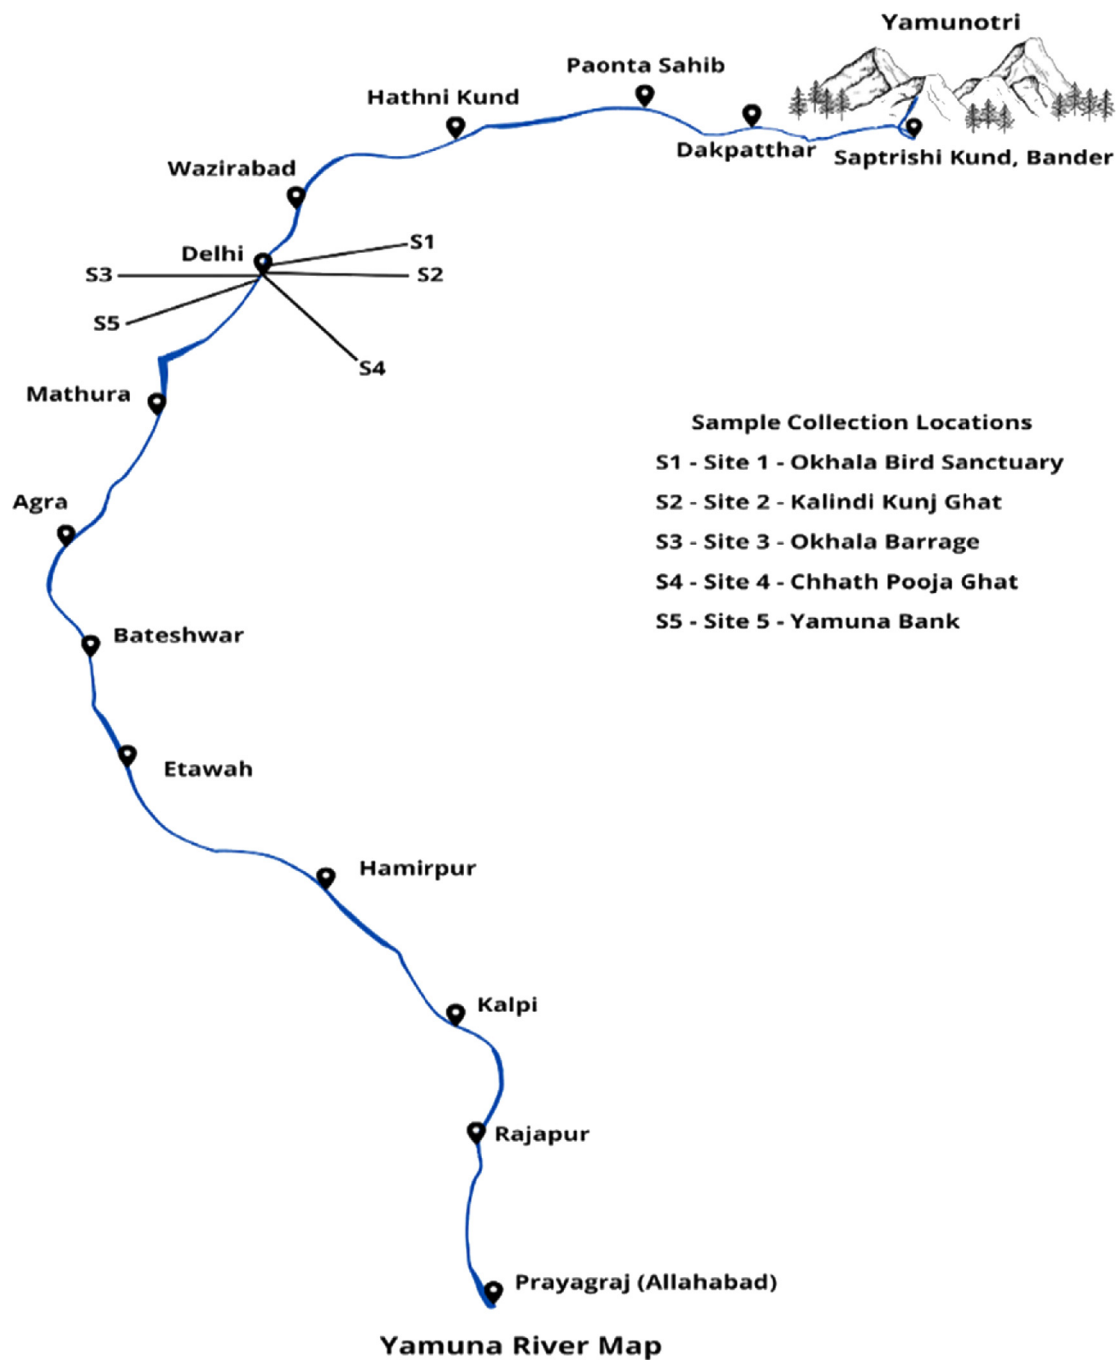 Yamunotri
Paonta Sahib
Hathni Kund
Dakpatthar
Saptrishi Kund, Bander
Wazirabad
Delhi
S1
S3
S2
S5
S4
Mathura
Sample Collection Locations
S1 - Site 1 - Okhala Bird Sanctuary
S2 - Site 2 - Kalindi Kunj Ghat
S3 - Site 3 - Okhala Barrage
S4 - Site 4 - Chhath Pooja Ghat
S5 - Site 5 - Yamuna Bank
Agra
Bateshwar
Etawah
Hamirpur
Kalpi
Rajapur
Prayagraj (Allahabad)
Yamuna River Map